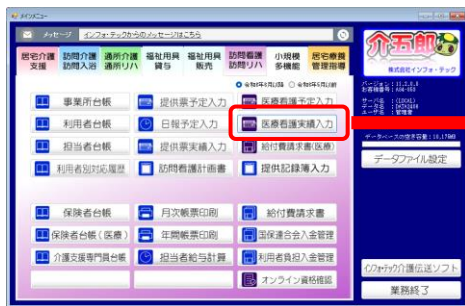 メインメニュー
メッセージ インフォ・テックからのメッセージはこちら
居宅介護
支援
訪問介護
訪問入浴
通所介護
通所リハ
福祉用具
貸与
福祉用具
販売
訪問看護
訪問リハ
小規模
多機能
居宅療養
管理指導
介五郎
株式会社インフォ・テック
事業所台帳
提供票予定入力
医療看護予定入力
利用者台帳
日報予定入力
医療看護実績入力
担当者台帳
提供票実績入力
給付費請求書(医療)
利用者別対応履歴
訪問看護計画書
提供記録簿入力
データベースの空き容量:
データファイル設定
保険者台帳
月次帳票印刷
給付費請求書
保険者台帳(医療)
年間帳票印刷
国保連合会入金管理
介護支援専門員台帳
担当者給与計算
利用者負担入金管理
オンライン資格確認
インフォ・テック介護伝送ソフト
業務終了